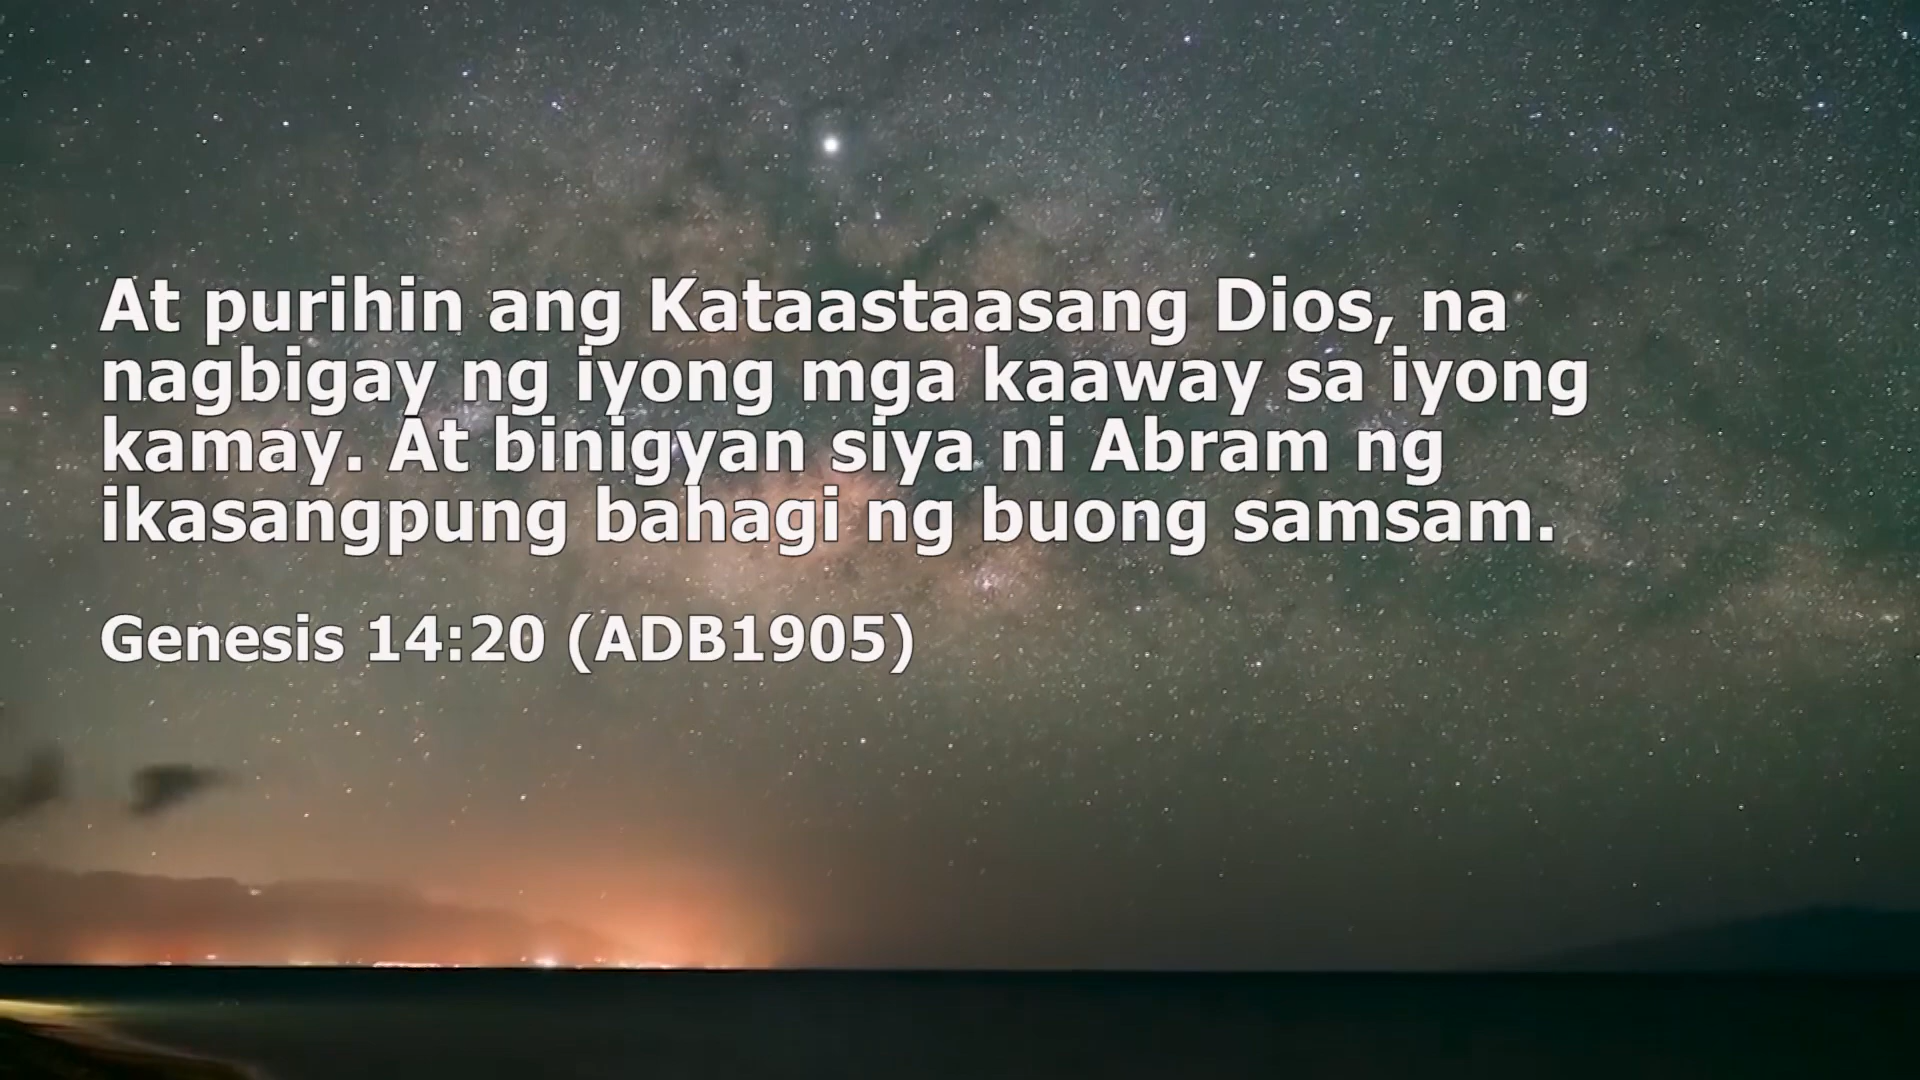 At purihin ang Kataastaasang Dios, na
nagbigay ng iyong mga kaaway sa iyong
kamay. At binigyan siya ni Abram ng
ikasangpung bahagi ng buong samsam.
Genesis 14:20 (ADB1905)